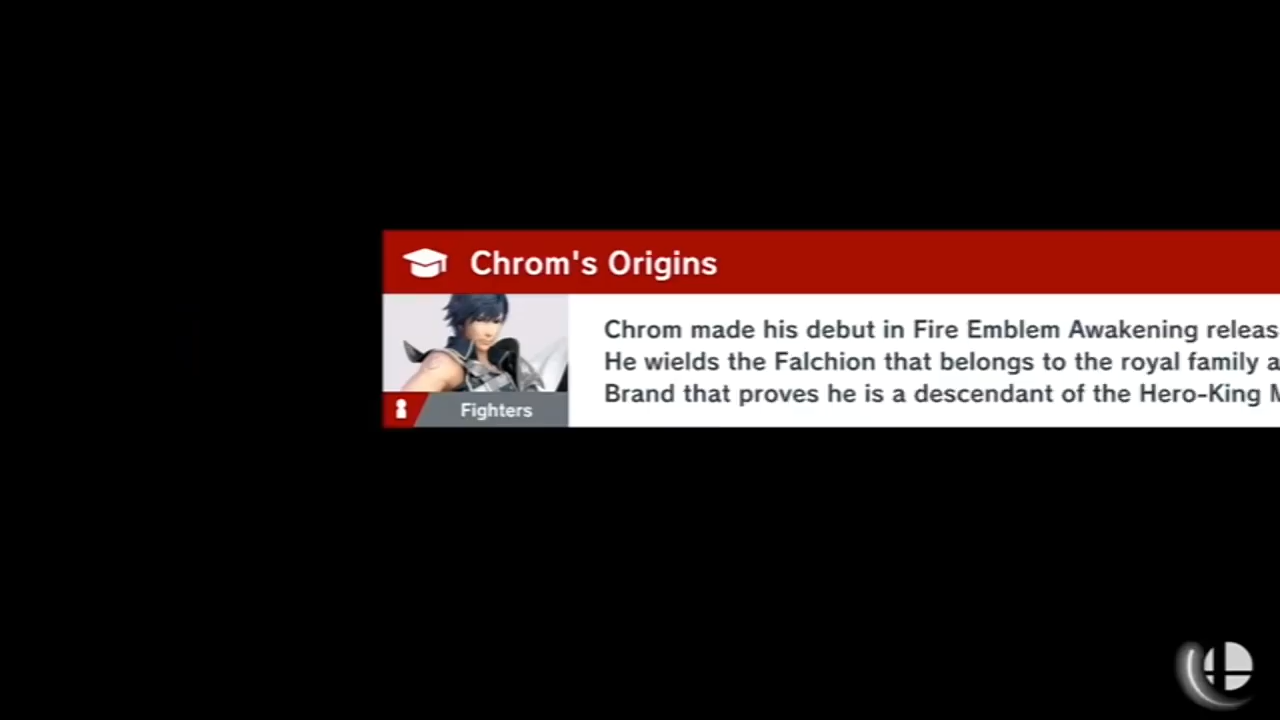 Chrom's Origins
Chrom made his debut in Fire Emblem Awakening releas
He wields the Falchion that belongs to the royal family a
Brand that proves he is a descendant of the Hero-King M
Fighters